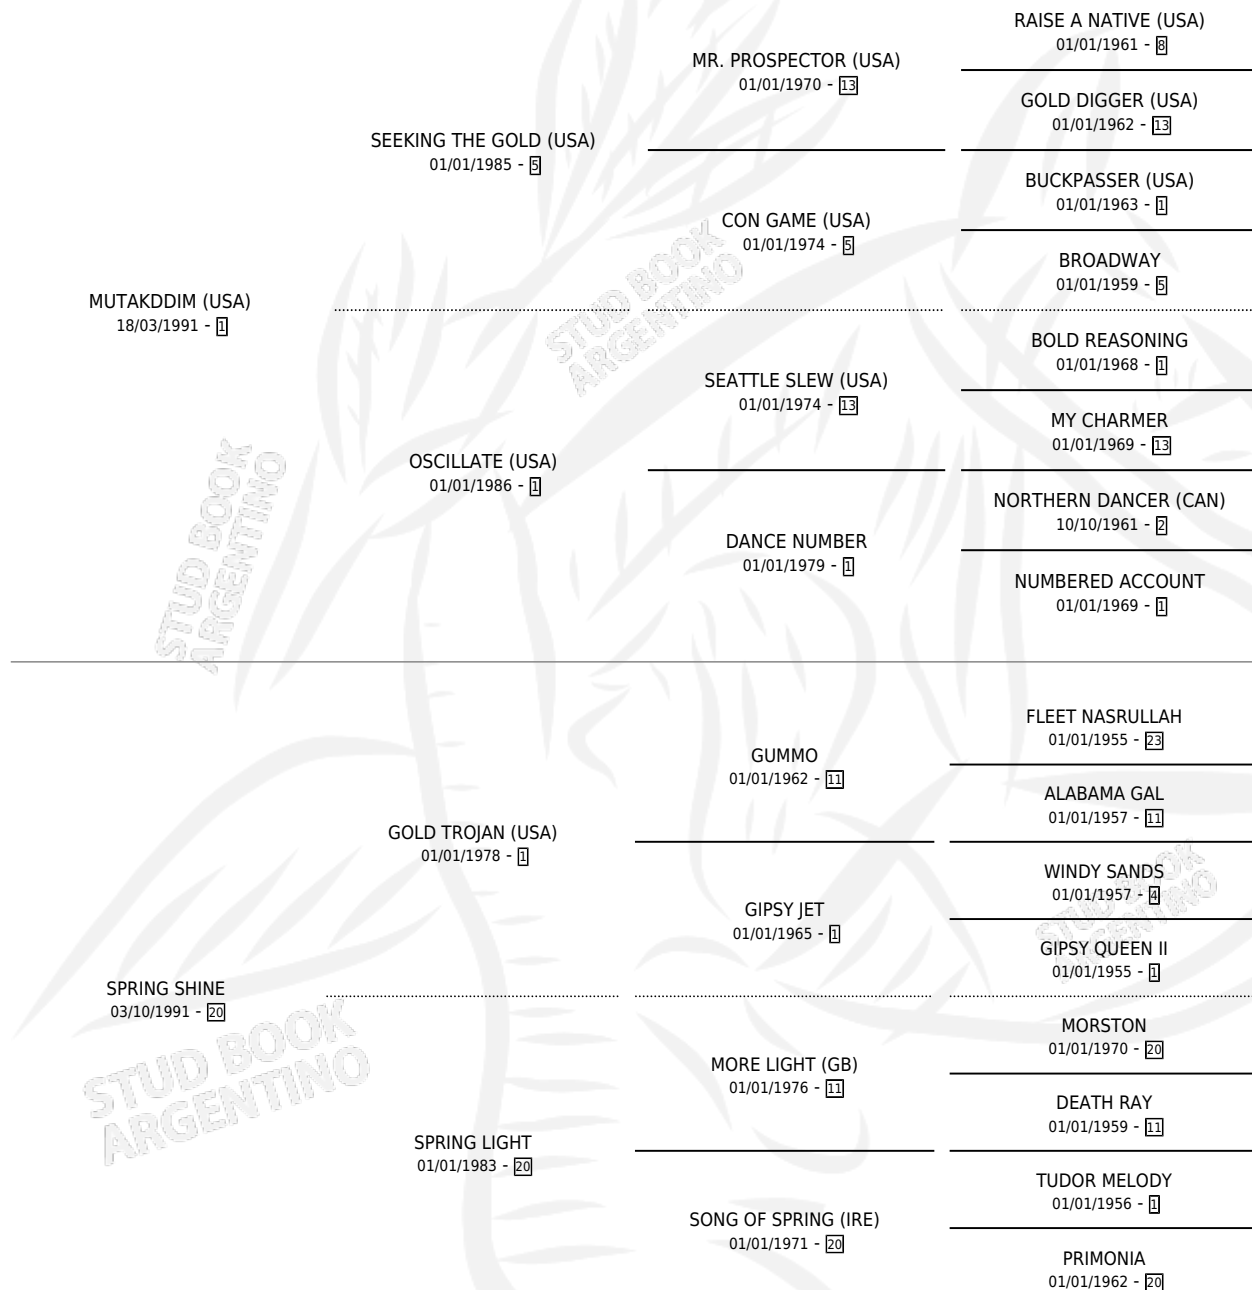 RAISE A NATIVE (USA)
01/01/1961 - 8
MR. PROSPECTOR (USA)
01/01/1970 - 13
GOLD DIGGER (USA)
01/01/1962 - 13
SEEKING THE GOLD (USA)
01/01/1985 - 5
BUCKPASSER (USA)
01/01/1963 - 1
CON GAME (USA)
01/01/1974 - 5
BROADWAY
01/01/1959 - 5
MUTAKDDIM (USA)
18/03/1991 - 1
BOLD REASONING
01/01/1968 - 1
SEATTLE SLEW (USA)
01/01/1974 - 13
MY CHARMER
01/01/1969 - 13
OSCILLATE (USA)
01/01/1986 - 1
NORTHERN DANCER (CAN)
10/10/1961 - 2
DANCE NUMBER
01/01/1979 - 1
NUMBERED ACCOUNT
01/01/1969 - 1
FLEET NASRULLAH
01/01/1955 - 23
GUMMO
01/01/1962 - 11
ALABAMA GAL
01/01/1957 - 11
GOLD TROJAN (USA)
01/01/1978 - 1
WINDY SANDS
01/01/1957 - 4
GIPSY JET
01/01/1965 - 1
GIPSY QUEEN II
01/01/1955 - 1
SPRING SHINE
03/10/1991 - 20
MORSTON
01/01/1970 - 20
MORE LIGHT (GB)
01/01/1976 - 11
DEATH RAY
01/01/1959 - 11
SPRING LIGHT
01/01/1983 - 20
TUDOR MELODY
01/01/1956 - 1
SONG OF SPRING (IRE)
01/01/1971 - 20
PRIMONIA
01/01/1962 - 20
STUD BOOK
ARGENTINO
STUD BOOK
ARGENTINO
STUD BOOK
ARGENTINO
STUD BOOK
ARGENTINO